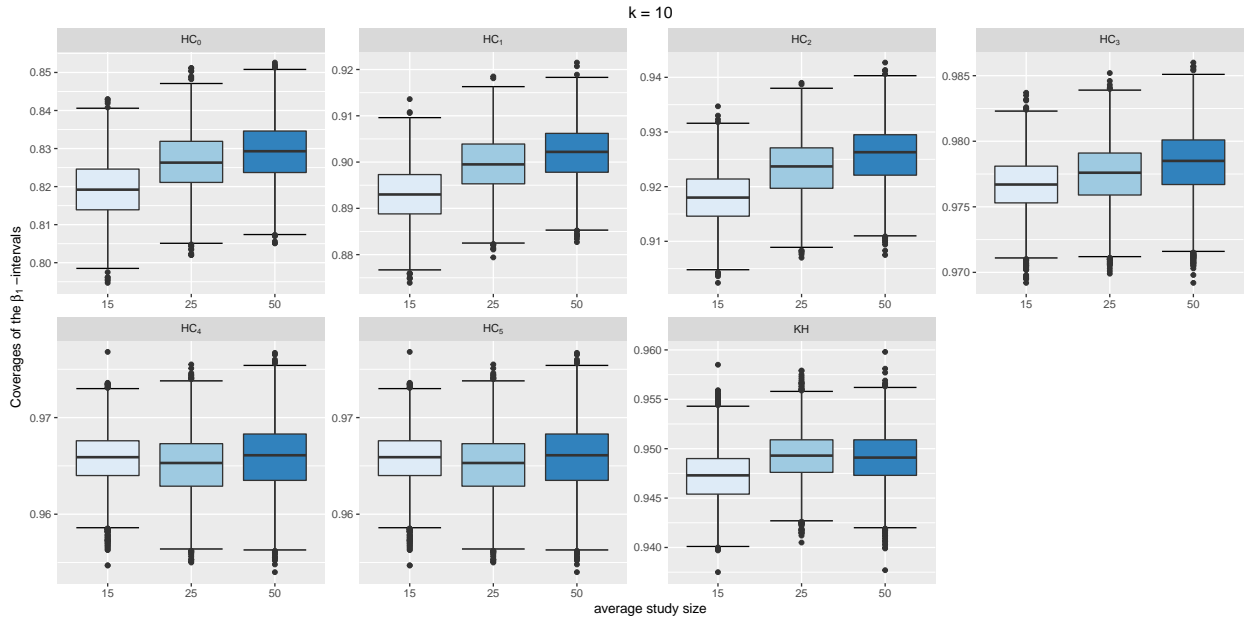 k = 10
HC₀
HC₁
HC₂
HC₃
0.85
0.84
0.83
0.82
0.81
0.80
0.92
0.91
0.90
0.89
0.88
0.94
0.93
0.92
0.91
0.985
0.980
0.975
0.970
15 25 50
15 25 50
15 25 50
15 25 50
Coverages of the β₁ −intervals
HC₄
HC₅
KH
0.97
0.96
0.97
0.96
0.960
0.955
0.950
0.945
0.940
15 25 50
15 25 50
15 25 50
average study size